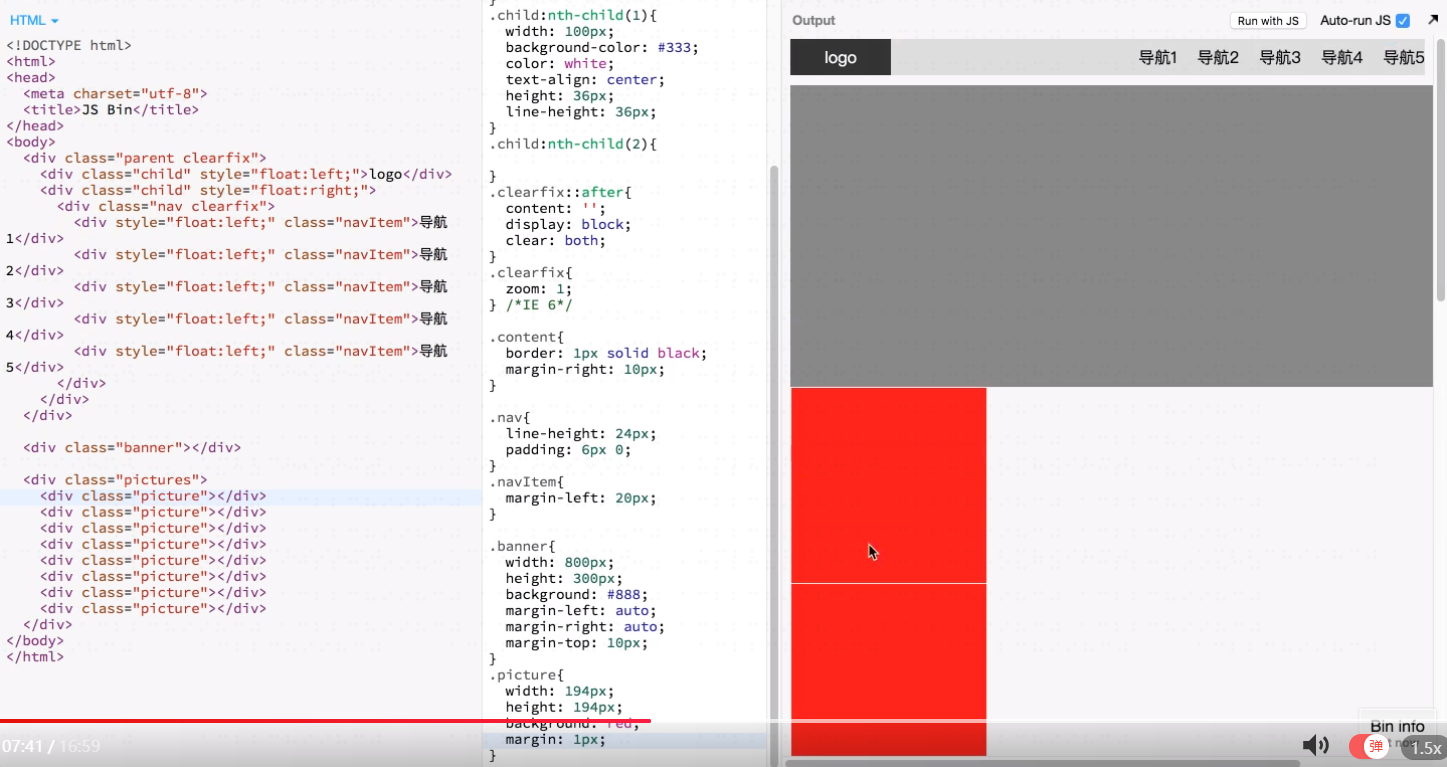 HTML
<!DOCTYPE html>
<html>
<head>
  <meta charset="utf-8">
  <title>JS Bin</title>
</head>
<body>
  <div class="parent clearfix">
    <div class="child" style="float:left;">logo</div>
    <div class="child" style="float:right;">
      <div class="nav clearfix">
        <div style="float:left;" class="navItem">导航
1</div>
        <div style="float:left;" class="navItem">导航
2</div>
        <div style="float:left;" class="navItem">导航
3</div>
        <div style="float:left;" class="navItem">导航
4</div>
        <div style="float:left;" class="navItem">导航
5</div>
      </div>
    </div>
  </div>
  <div class="banner"></div>
  <div class="pictures">
    <div class="picture"></div>
    <div class="picture"></div>
    <div class="picture"></div>
    <div class="picture"></div>
    <div class="picture"></div>
    <div class="picture"></div>
    <div class="picture"></div>
    <div class="picture"></div>
  </div>
</body>
</html>
}
.child:nth-child(1){
  width: 100px;
  background-color: #333;
  color: white;
  text-align: center;
  height: 36px;
  line-height: 36px;
}
.child:nth-child(2){
}
.clearfix::after{
  content: '';
  display: block;
  clear: both;
}
.clearfix{
  zoom: 1;
} /*IE 6*/
.content{
  border: 1px solid black;
  margin-right: 10px;
}
.nav{
  line-height: 24px;
  padding: 6px 0;
}
.navItem{
  margin-left: 20px;
}
.banner{
  width: 800px;
  height: 300px;
  background: #888;
  margin-left: auto;
  margin-right: auto;
  margin-top: 10px;
}
.picture{
  width: 194px;
  height: 194px;
  background: red;
  margin: 1px;
}
Output
Run with JS
Auto-run JS
logo
导航1 导航2 导航3 导航4 导航5
Bin info
07:41 / 16:59
弹
1.5x